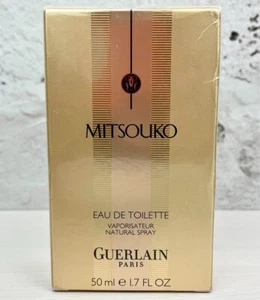 MITSOUKO
EAU DE TOILETTE
VAPORISATEUR
NATURAL SPRAY
GUERLAIN
PARIS
50 ml e 1.7 FL OZ